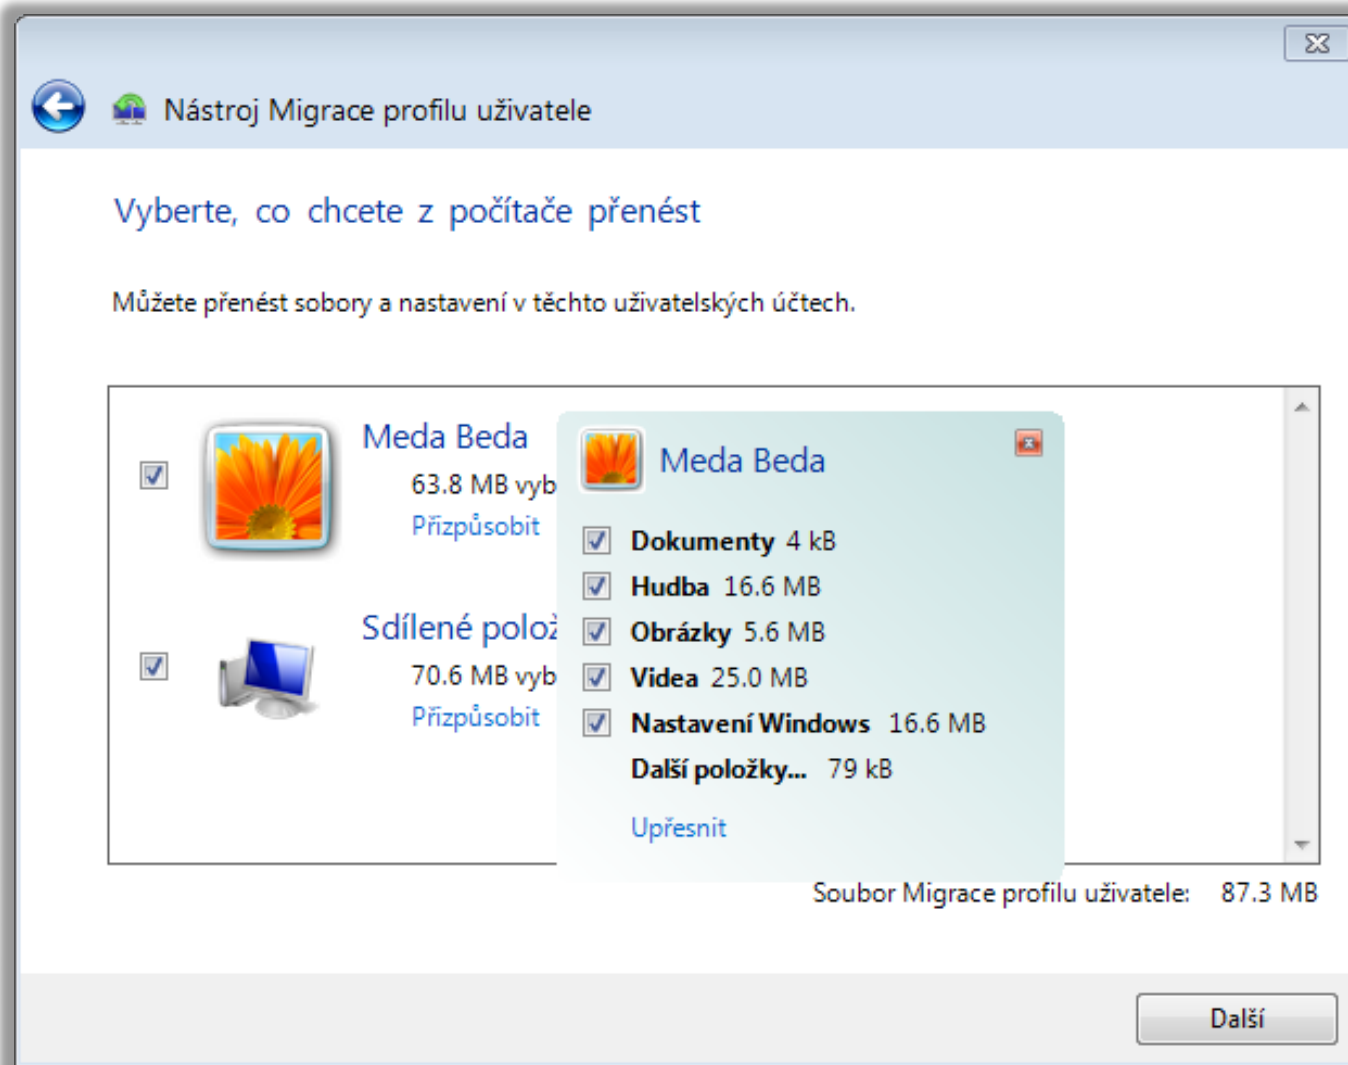 Nástroj Migrace profilu uživatele
Vyberte, co chcete z počítače přenést
Můžete přenést sobory a nastavení v těchto uživatelských účtech.
Meda Beda
63.8 MB
Přizpůsobit
Sdílené
70.6 MB
Přizpůsobit
Meda Beda
Dokumenty 4 kB
Hudba 16.6 MB
Obrázky 5.6 MB
Videa 25.0 MB
Nastavení Windows 16.6 MB
Další položky... 79 kB
Upřesnit
Soubor Migrace profilu uživatele: 87.3 MB
Další